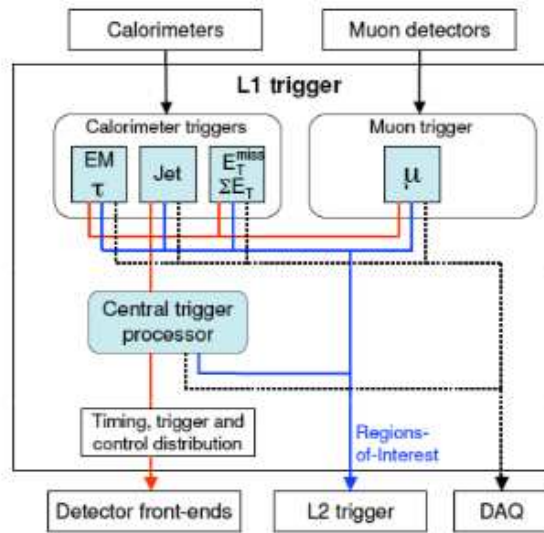 Calorimeters
Muon detectors
L1 trigger
Calorimeter triggers
Muon trigger
EM
τ
Jet
E_T^miss
ΣE_T
μ
Central trigger
processor
Timing, trigger and
control distribution
Regions-
of-Interest
Detector front-ends
L2 trigger
DAQ